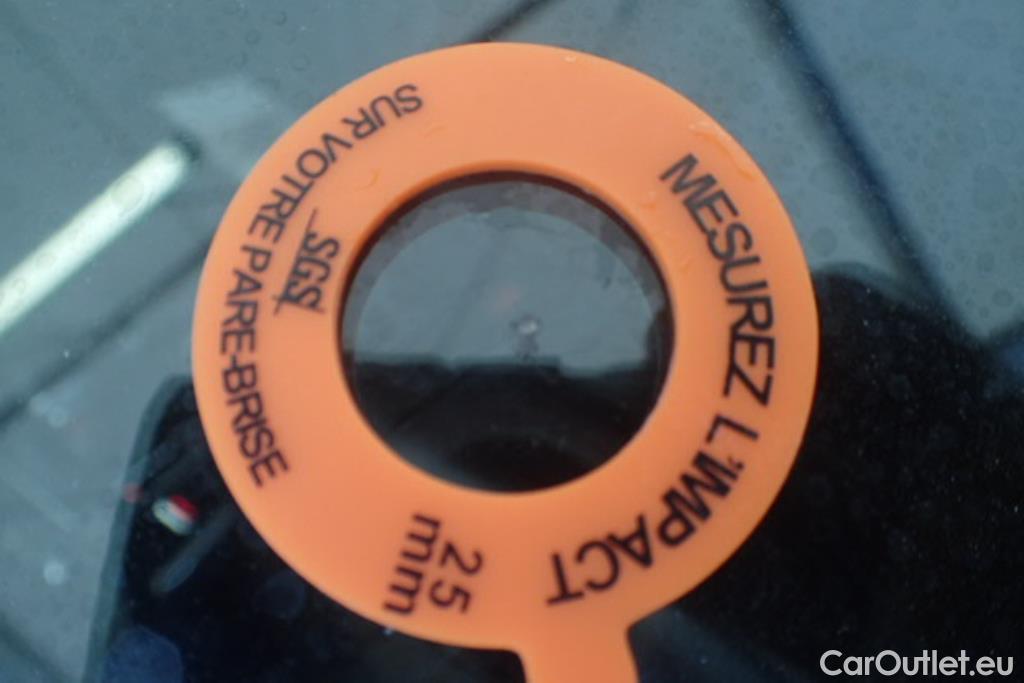 MESUREZ L'IMPACT
SUR VOTRE PARE-BRISE
SGS
25
mm
CarOutlet.eu